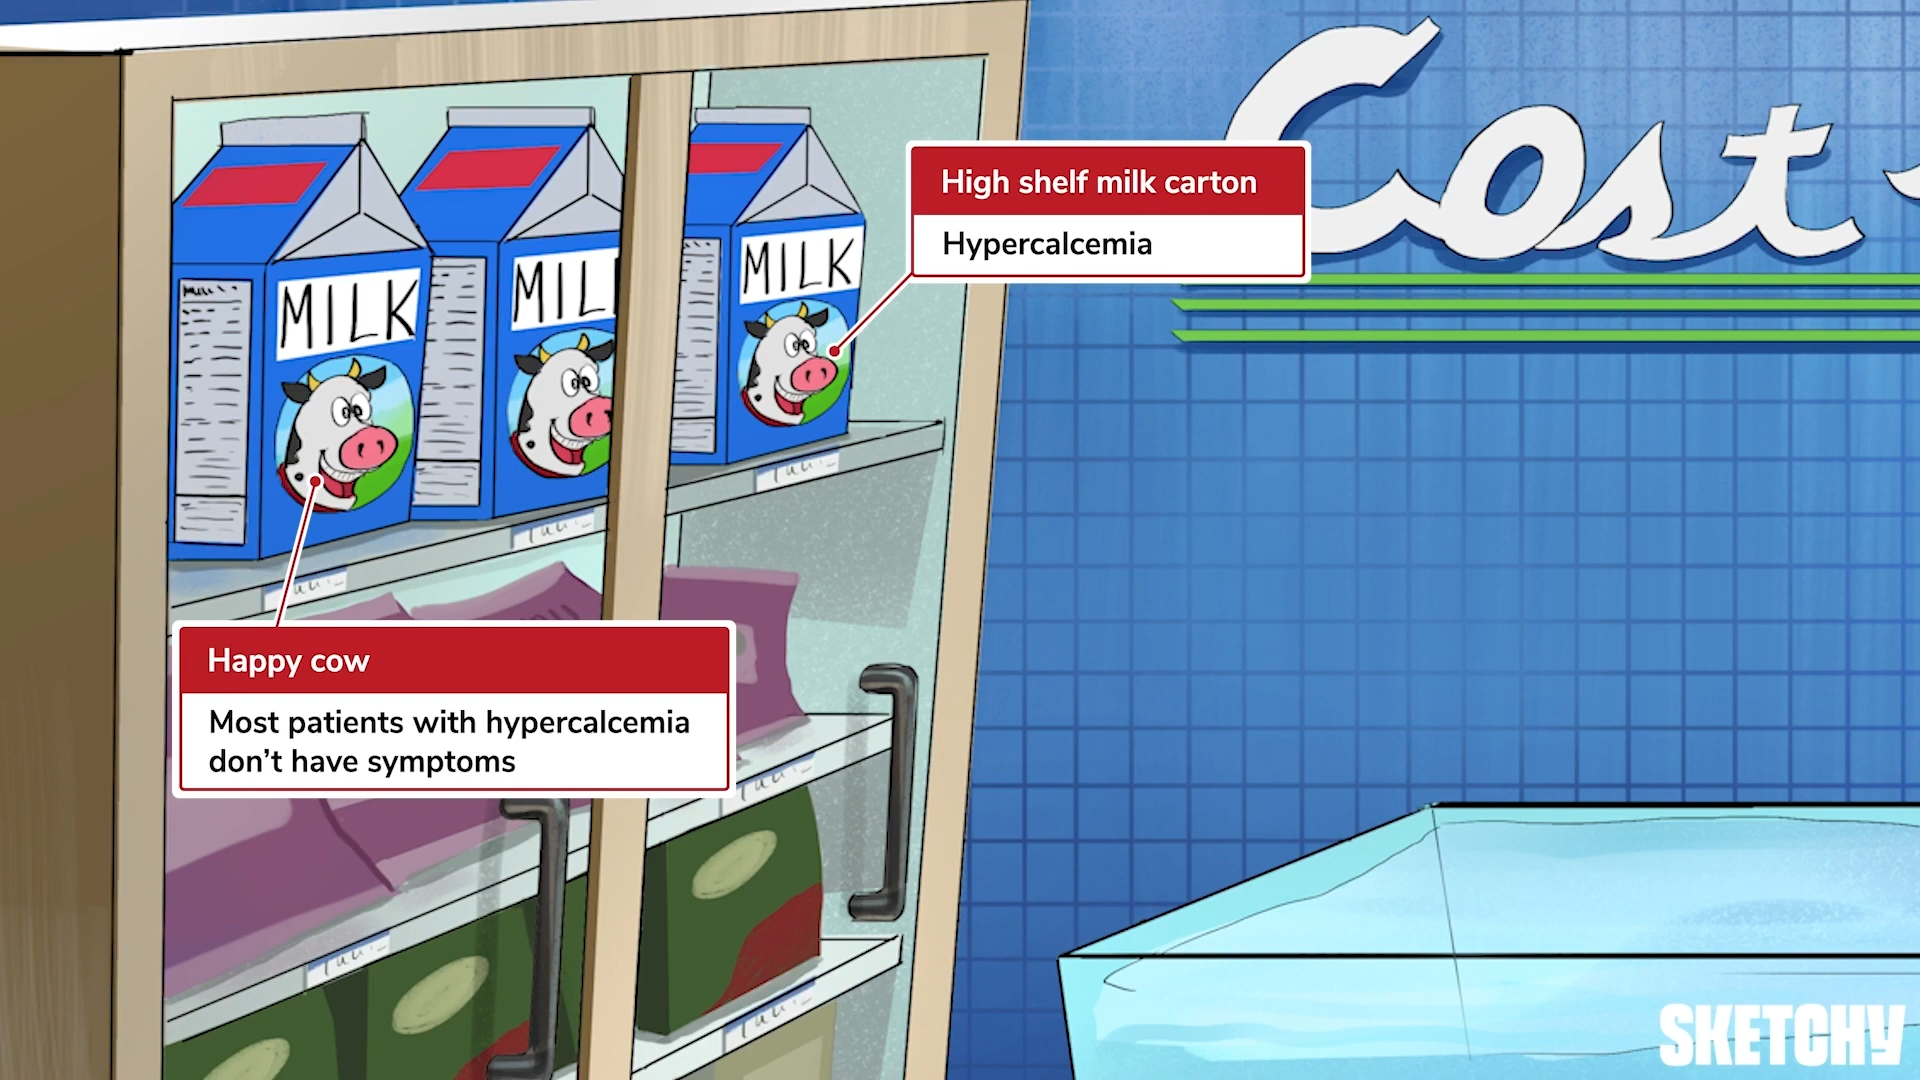 MILK
MIL
MILK
High shelf milk carton
Hypercalcemia
Cost
Happy cow
Most patients with hypercalcemia
don't have symptoms
SKETCHY